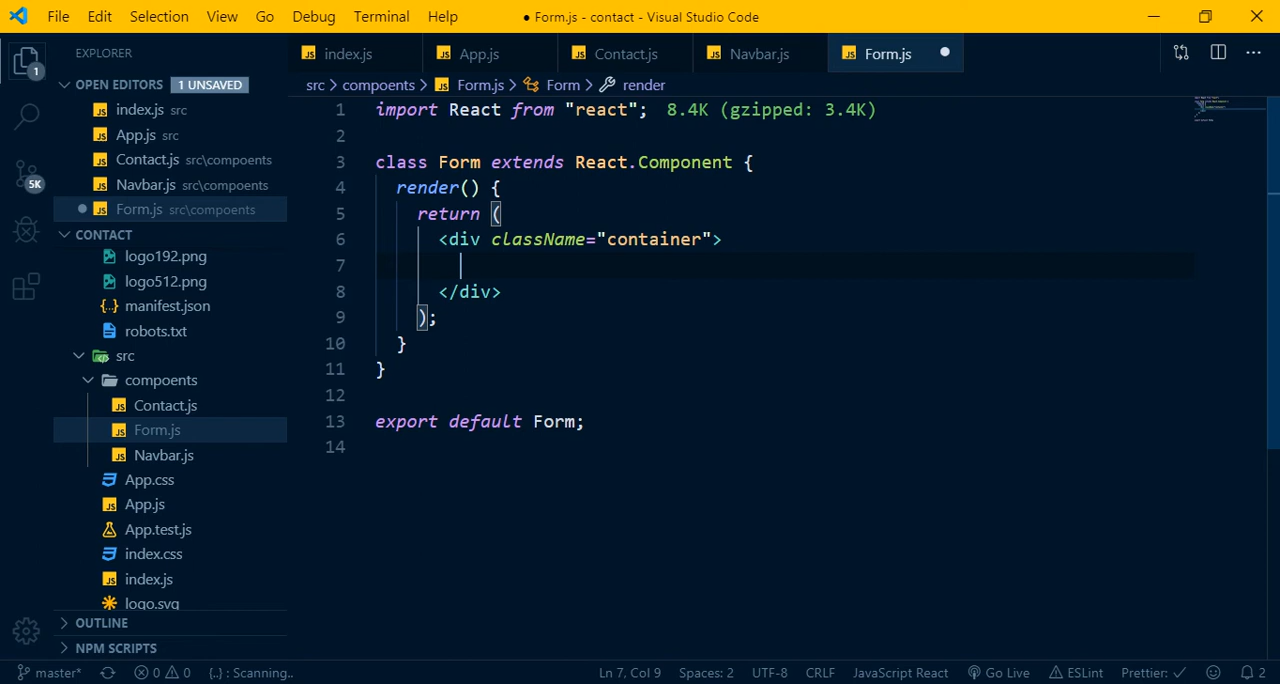 File Edit Selection View Go Debug Terminal Help ● Form.js - contact - Visual Studio Code
EXPLORER
1
OPEN EDITORS 1 UNSAVED
index.js src
App.js src
Contact.js src\compoents
Navbar.js src\compoents
Form.js src\compoents
5K
CONTACT
logo192.png
logo512.png
manifest.json
robots.txt
src
compoents
Contact.js
Form.js
Navbar.js
App.css
App.js
App.test.js
index.css
index.js
logo.svg
OUTLINE
NPM SCRIPTS
index.js App.js Contact.js Navbar.js Form.js
src > compoents > Form.js > Form > render
1 import React from "react"; 8.4K (gzipped: 3.4K)
2
3 class Form extends React.Component {
4 render() {
5 return (
6 <div className="container">
7
8 </div>
9 );
10 }
11 }
12
13 export default Form;
14
master* 0 0 {..} : Scanning.. Ln 7, Col 9 Spaces: 2 UTF-8 CRLF JavaScript React Go Live ESLint Prettier: ✓ 2